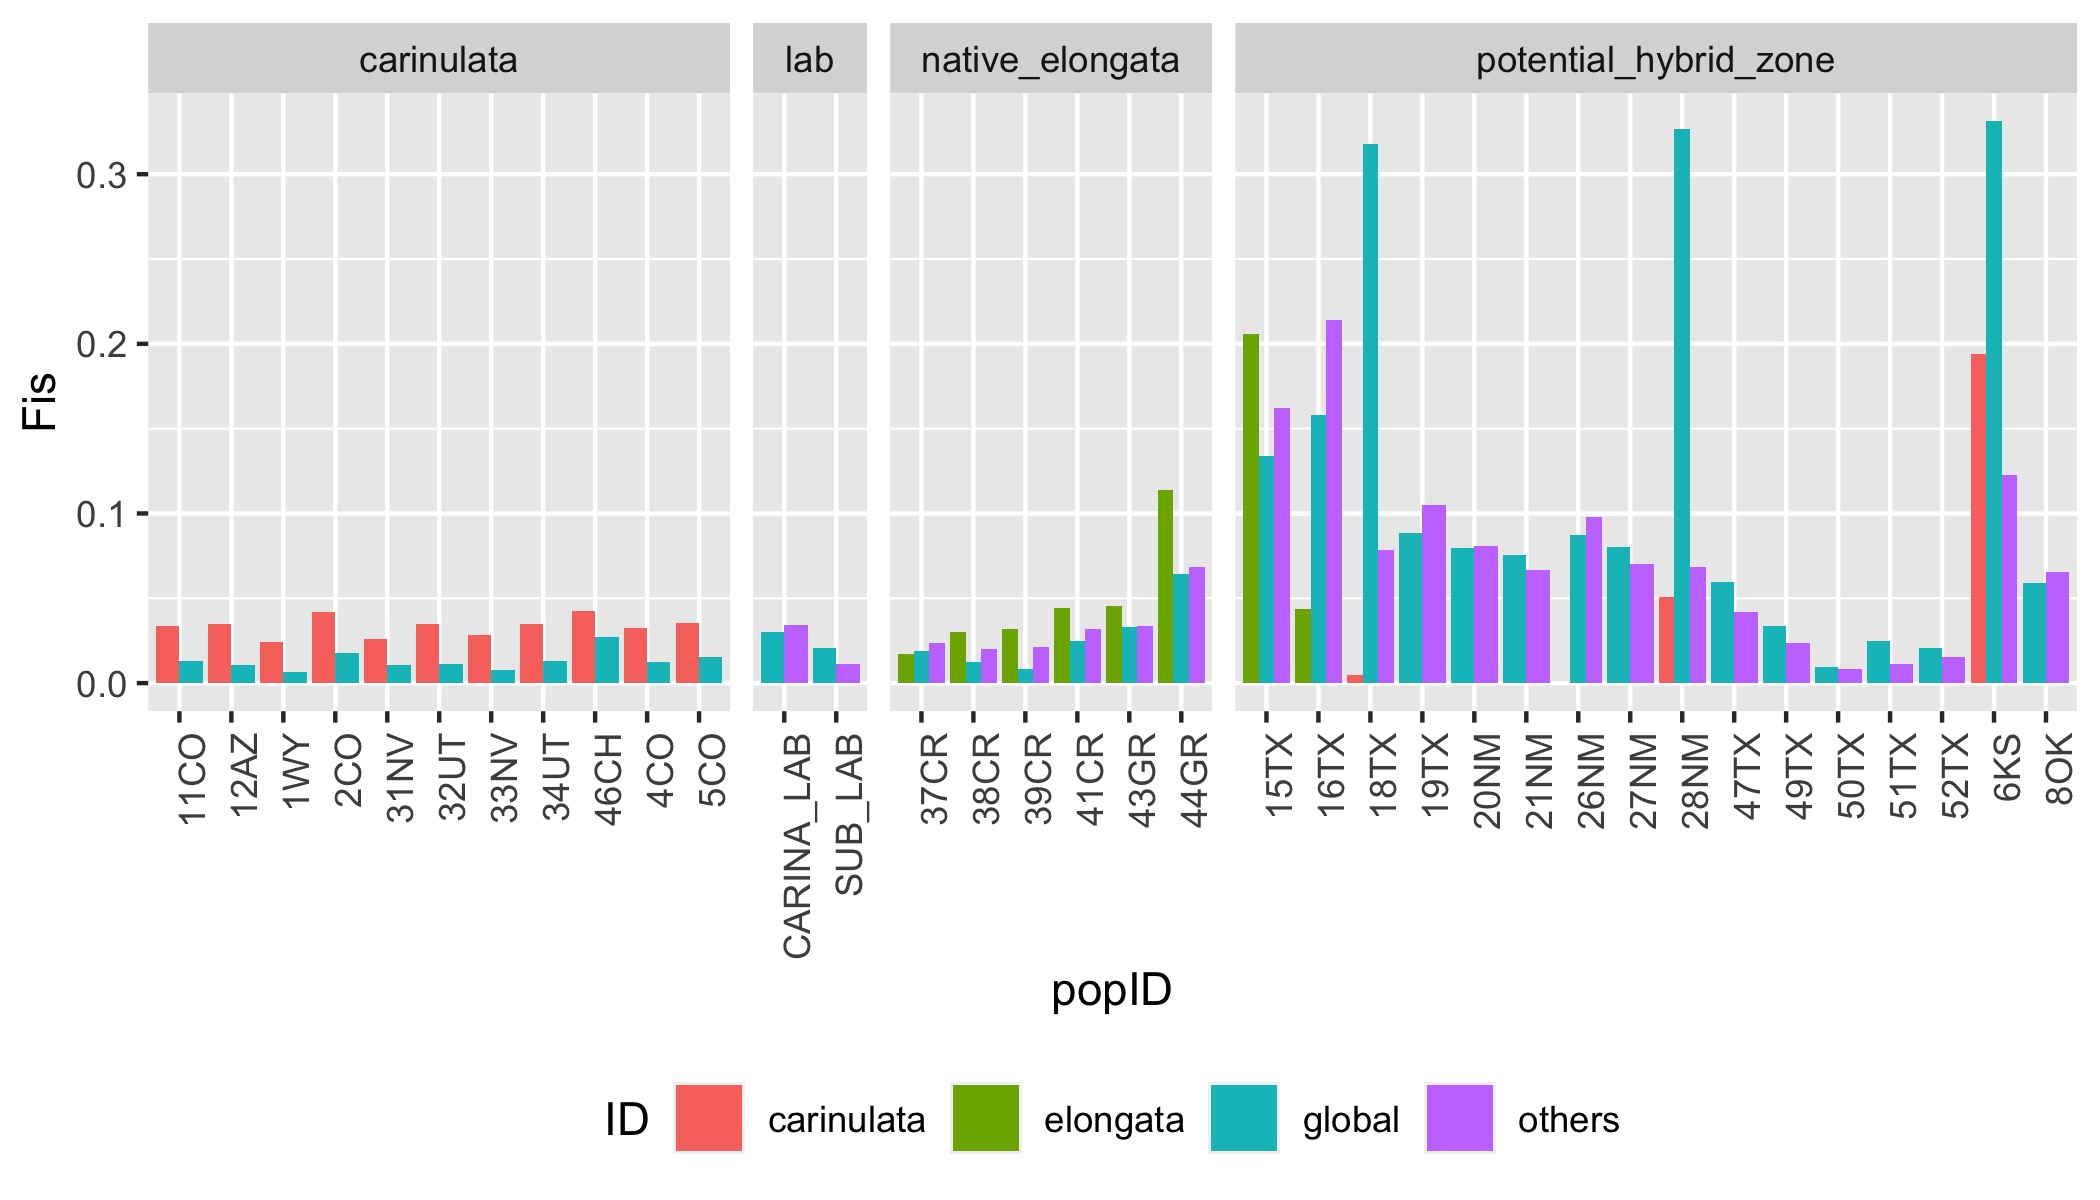 carinulata lab native_elongata potential_hybrid_zone
Fis
0.3
0.2
0.1
0.0
11CO 12AZ 1WY 2CO 31NV 32UT 33NV 34UT 46CH 4CO 5CO CARINA_LAB SUB_LAB 37CR 38CR 39CR 41CR 43GR 44GR 15TX 16TX 18TX 19TX 20NM 21NM 26NM 27NM 28NM 47TX 49TX 50TX 51TX 52TX 6KS 8OK
popID
ID carinulata elongata global others